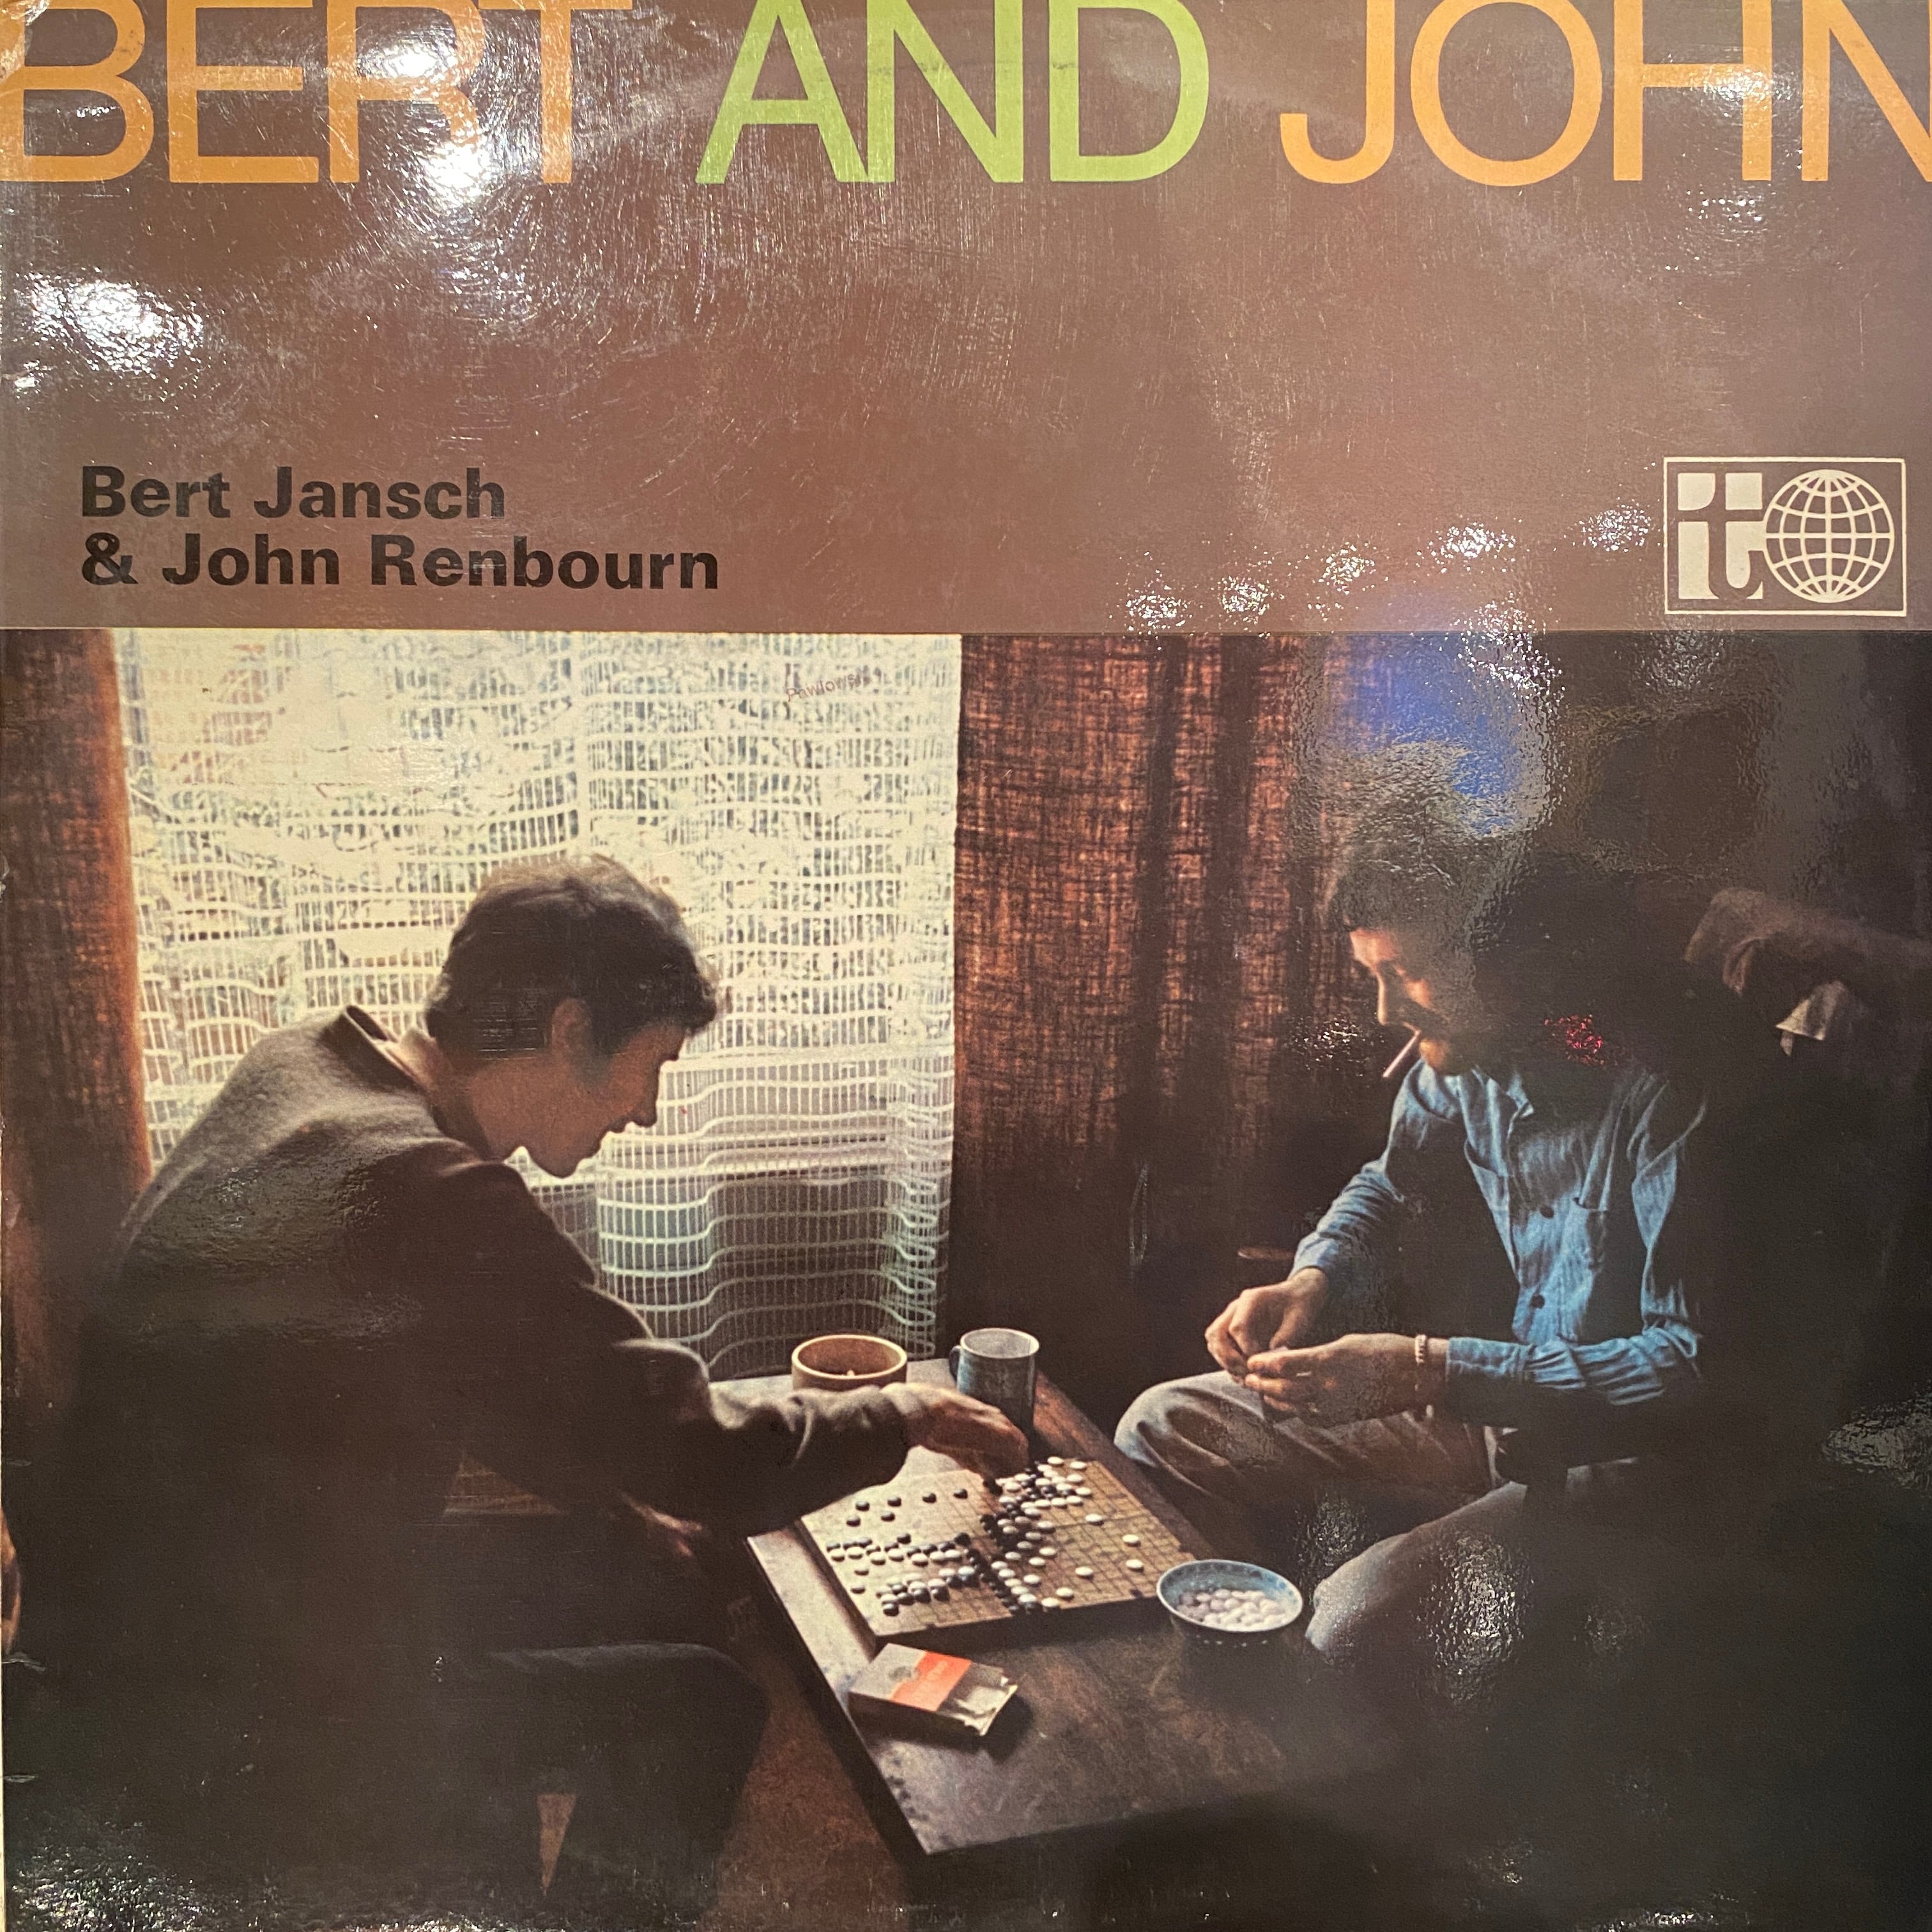 BERT AND JOHN
Bert Jansch
& John Renbourn
t